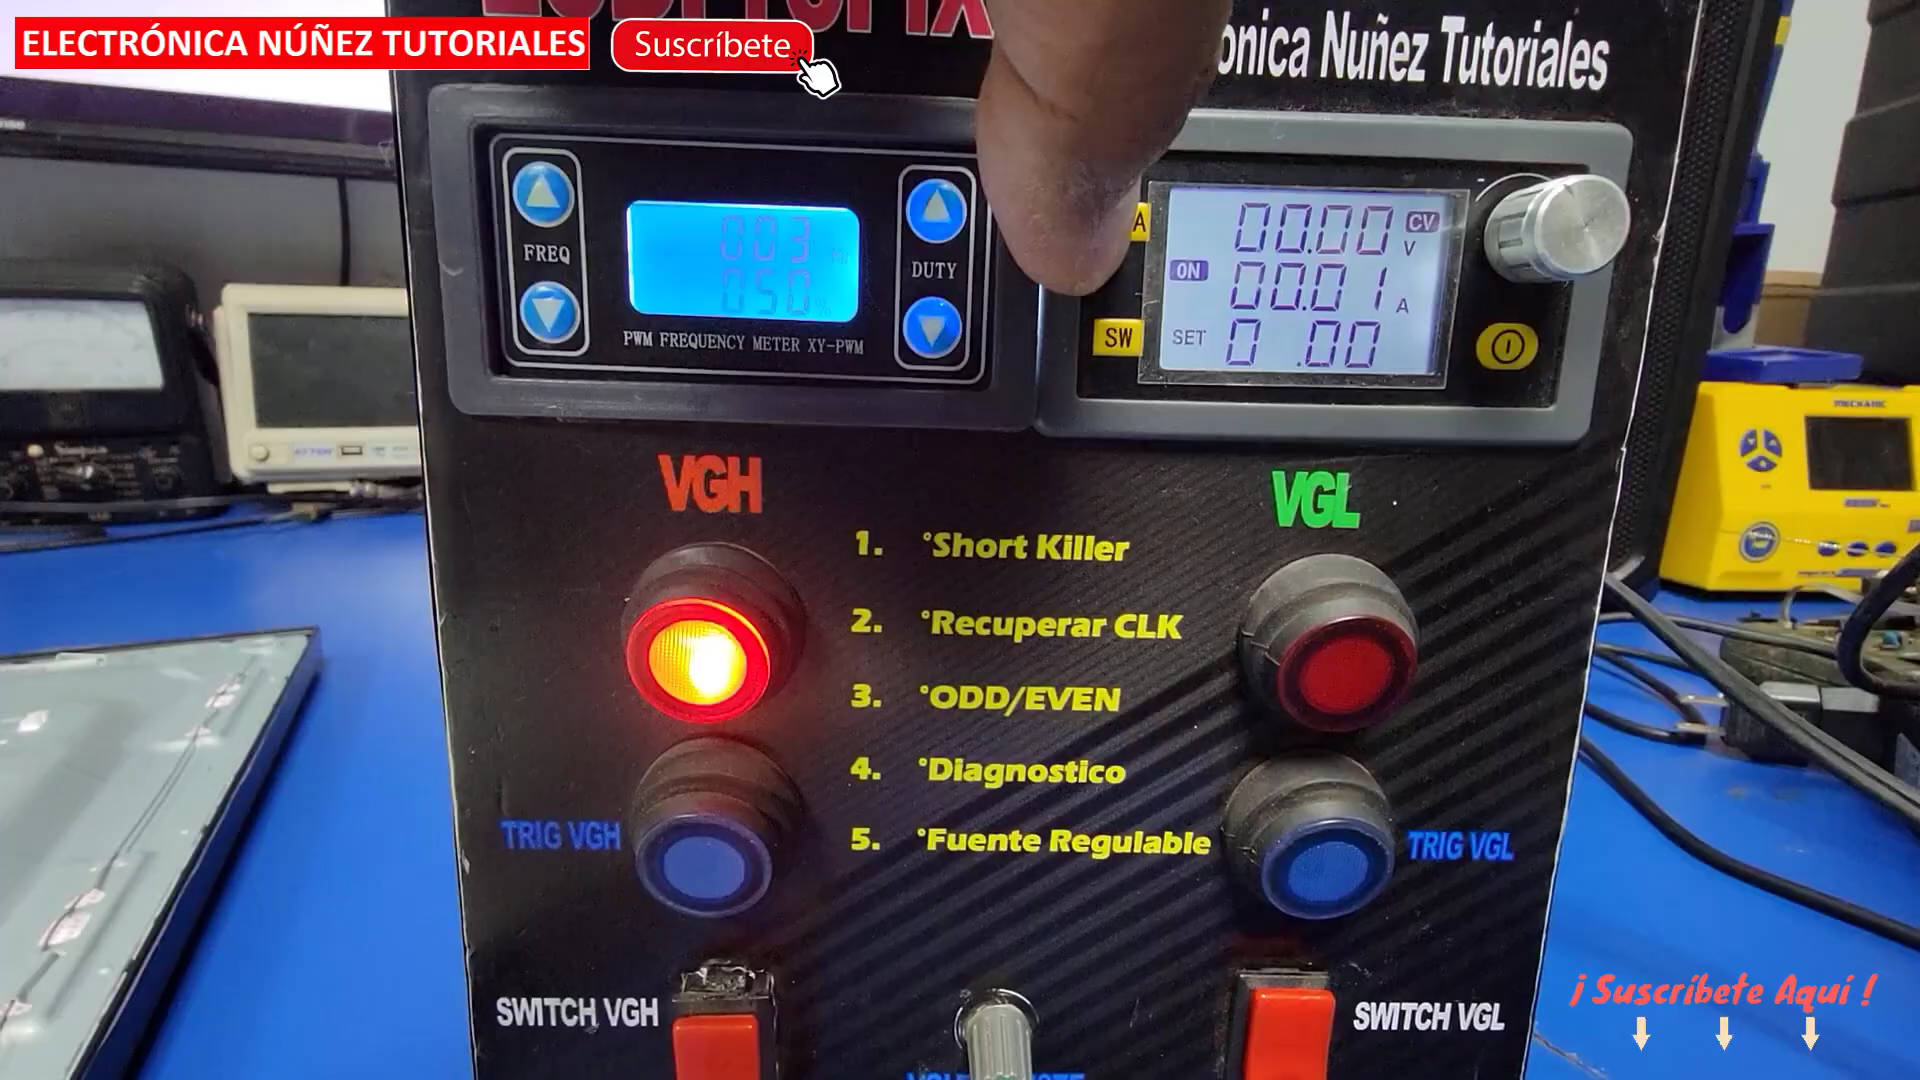 ELECTRÓNICA NÚÑEZ TUTORIALES
Suscríbete
onica Nuñez Tutoriales
FREQ
003
050 %
DUTY
PWM FREQUENCY METER XY-PWM
A
SW
00.00 V
CV
ON
00.01 A
SET 0 .00
VGH
VGL
1. °Short Killer
2. °Recuperar CLK
3. °ODD/EVEN
4. °Diagnostico
5. °Fuente Regulable
TRIG VGH
TRIG VGL
SWITCH VGH
SWITCH VGL
MECHANIC
¡ Suscríbete Aquí !